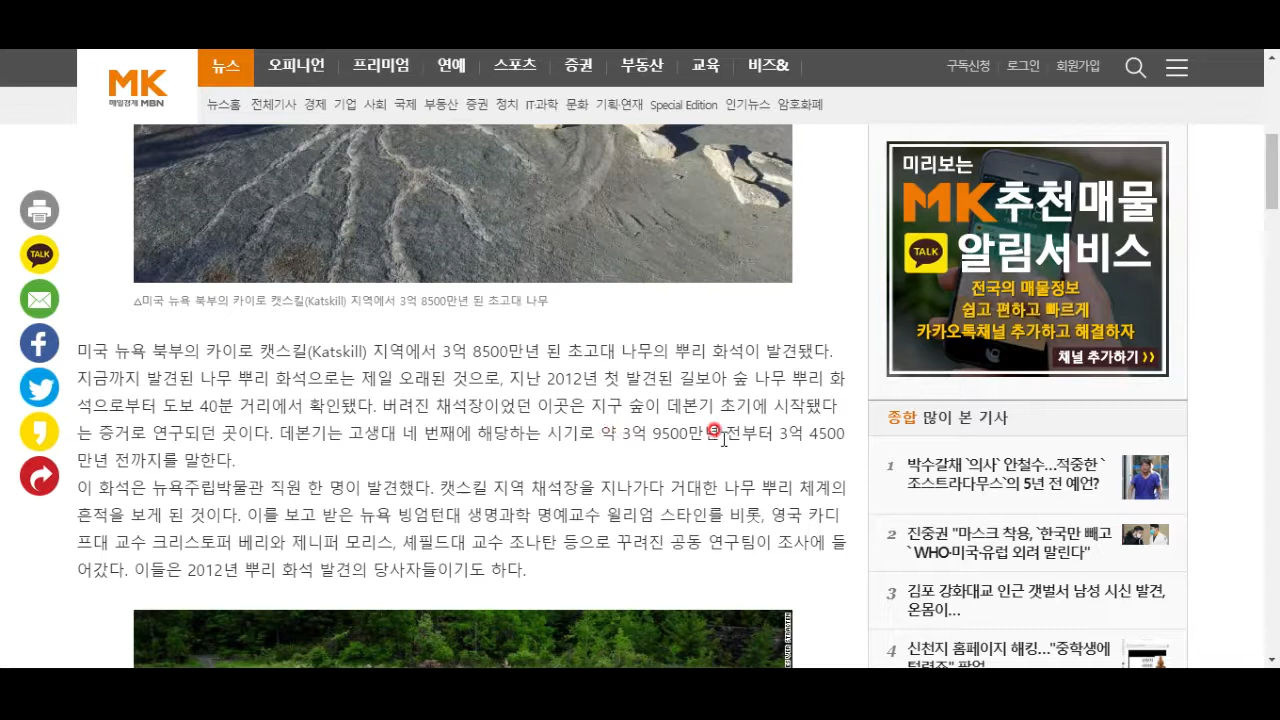 MK
매일경제 MBN
뉴스 오피니언 프리미엄 연예 스포츠 증권 부동산 교육 비즈&
구독신청 로그인 회원가입
뉴스홈 전체기사 경제 기업 사회 국제 부동산 증권 정치 IT·과학 문화 기획·연재 Special Edition 인기뉴스 암호화폐
TALK
△미국 뉴욕 북부의 카이로 캣스킬(Katskill) 지역에서 3억 8500만년 된 초고대 나무
미국 뉴욕 북부의 카이로 캣스킬(Katskill) 지역에서 3억 8500만년 된 초고대 나무의 뿌리 화석이 발견됐다.
지금까지 발견된 나무 뿌리 화석으로는 제일 오래된 것으로, 지난 2012년 첫 발견된 길보아 숲 나무 뿌리 화
석으로부터 도보 40분 거리에서 확인됐다. 버려진 채석장이었던 이곳은 지구 숲이 데본기 초기에 시작됐다
는 증거로 연구되던 곳이다. 데본기는 고생대 네 번째에 해당하는 시기로 약 3억 9500만년 전부터 3억 4500
만년 전까지를 말한다.
이 화석은 뉴욕주립박물관 직원 한 명이 발견했다. 캣스킬 지역 채석장을 지나가다 거대한 나무 뿌리 체계의
흔적을 보게 된 것이다. 이를 보고 받은 뉴욕 빙엄턴대 생명과학 명예교수 윌리엄 스타인를 비롯, 영국 카디
프대 교수 크리스토퍼 베리와 제니퍼 모리스, 셰필드대 교수 조나탄 등으로 꾸려진 공동 연구팀이 조사에 들
어갔다. 이들은 2012년 뿌리 화석 발견의 당사자들이기도 하다.
미리보는
MK추천매물
TALK 알림서비스
전국의 매물정보
쉽고 편하고 빠르게
카카오톡채널 추가하고 해결하자
채널 추가하기 》
종합 많이 본 기사
1 박수갈채 `의사` 안철수…적중한 `
조스트라다무스`의 5년 전 예언?
2 진중권 "마스크 착용, `한국만 빼고
` WHO·미국·유럽 외려 말린다"
3 김포 강화대교 인근 갯벌서 남성 시신 발견,
온몸이…
4 신천지 홈페이지 해킹…"중학생에